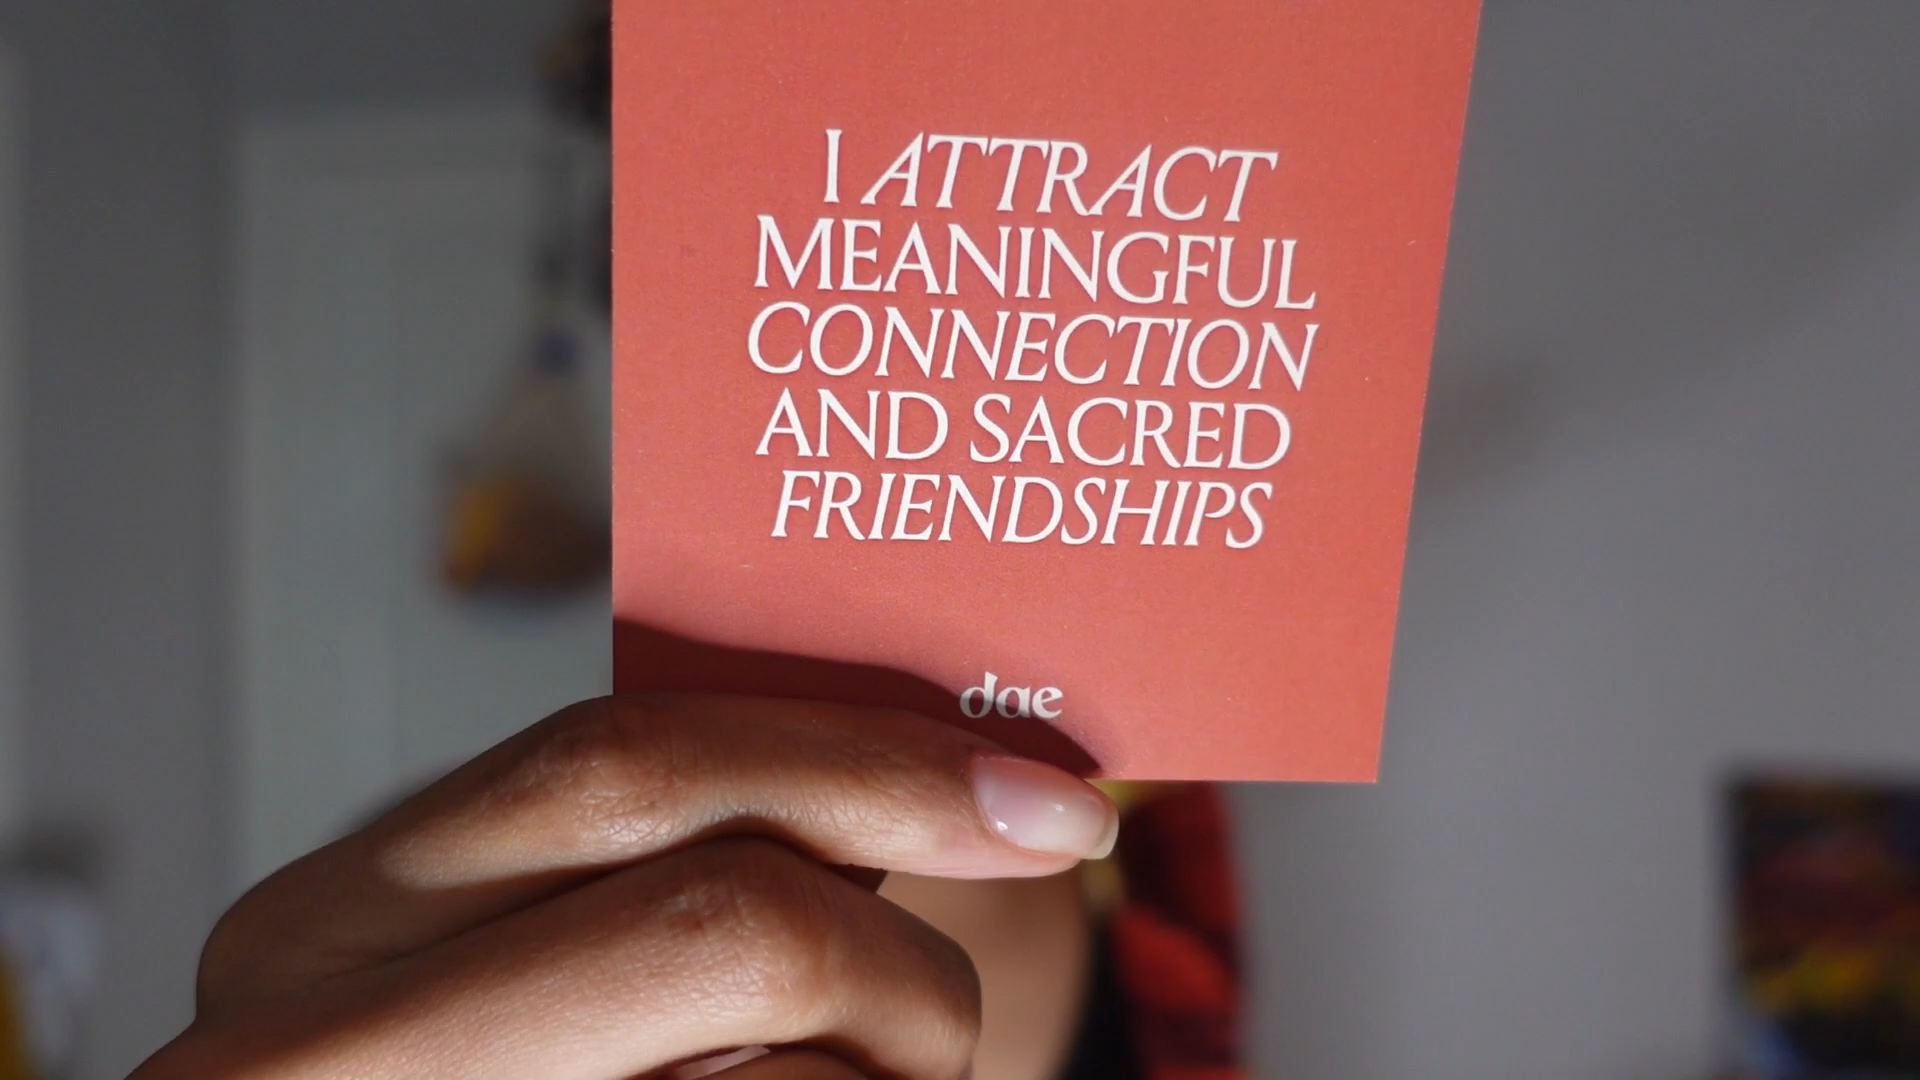 I ATTRACT
MEANINGFUL
CONNECTION
AND SACRED
FRIENDSHIPS
dae